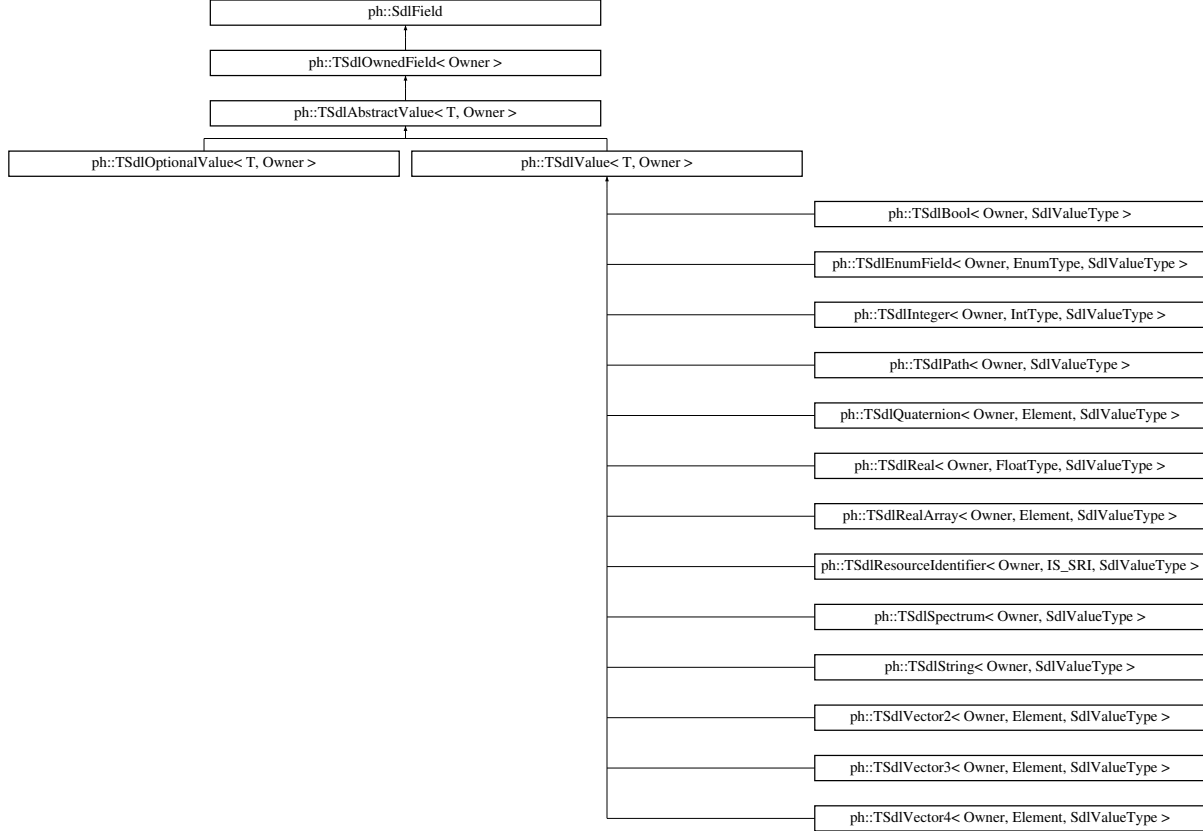 ph::SdlField
ph::TSdlOwnedField< Owner >
ph::TSdlAbstractValue< T, Owner >
ph::TSdlOptionalValue< T, Owner >
ph::TSdlValue< T, Owner >
ph::TSdlBool< Owner, SdlValueType >
ph::TSdlEnumField< Owner, EnumType, SdlValueType >
ph::TSdlInteger< Owner, IntType, SdlValueType >
ph::TSdlPath< Owner, SdlValueType >
ph::TSdlQuaternion< Owner, Element, SdlValueType >
ph::TSdlReal< Owner, FloatType, SdlValueType >
ph::TSdlRealArray< Owner, Element, SdlValueType >
ph::TSdlResourceIdentifier< Owner, IS_SRI, SdlValueType >
ph::TSdlSpectrum< Owner, SdlValueType >
ph::TSdlString< Owner, SdlValueType >
ph::TSdlVector2< Owner, Element, SdlValueType >
ph::TSdlVector3< Owner, Element, SdlValueType >
ph::TSdlVector4< Owner, Element, SdlValueType >